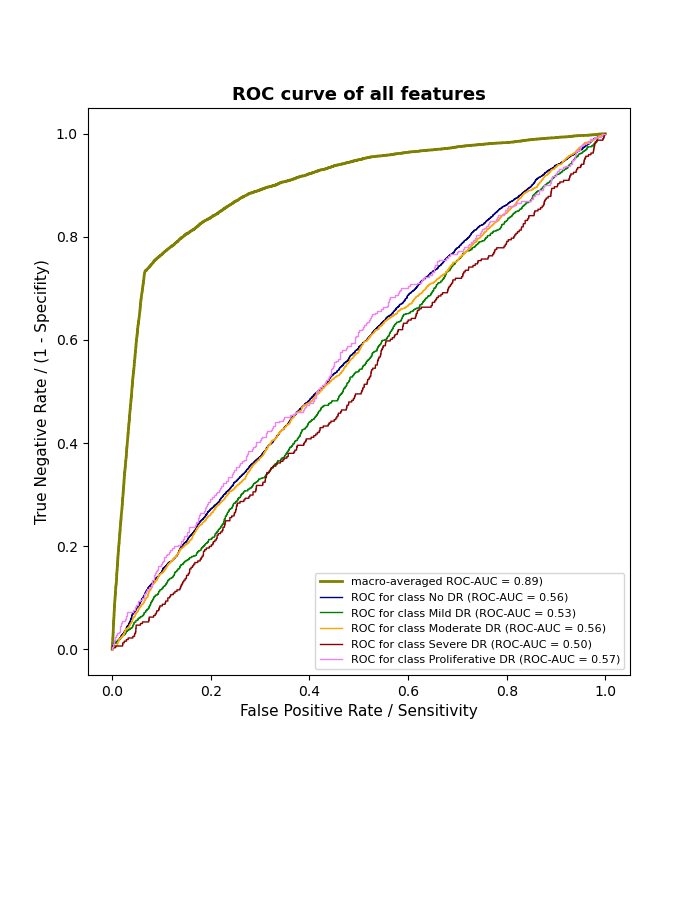 ROC curve of all features
True Negative Rate / (1 - Specifity)
1.0
0.8
0.6
0.4
0.2
0.0
macro-averaged ROC-AUC = 0.89)
ROC for class No DR (ROC-AUC = 0.56)
ROC for class Mild DR (ROC-AUC = 0.53)
ROC for class Moderate DR (ROC-AUC = 0.56)
ROC for class Severe DR (ROC-AUC = 0.50)
ROC for class Proliferative DR (ROC-AUC = 0.57)
0.0 0.2 0.4 0.6 0.8 1.0
False Positive Rate / Sensitivity